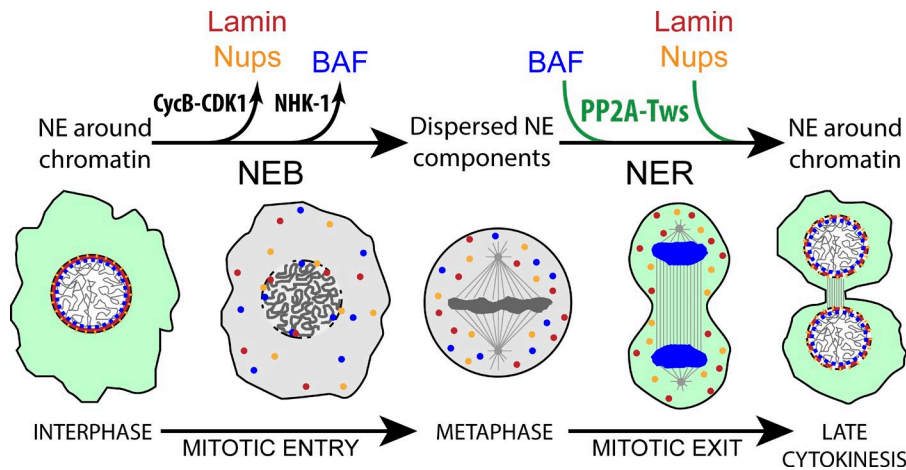 Lamin
Nups
BAF
CycB-CDK1
NHK-1
BAF
Lamin
Nups
PP2A-Tws
NE around
chromatin
Dispersed NE
components
NE around
chromatin
NEB
NER
INTERPHASE
MITOTIC ENTRY
METAPHASE
MITOTIC EXIT
LATE
CYTOKINESIS